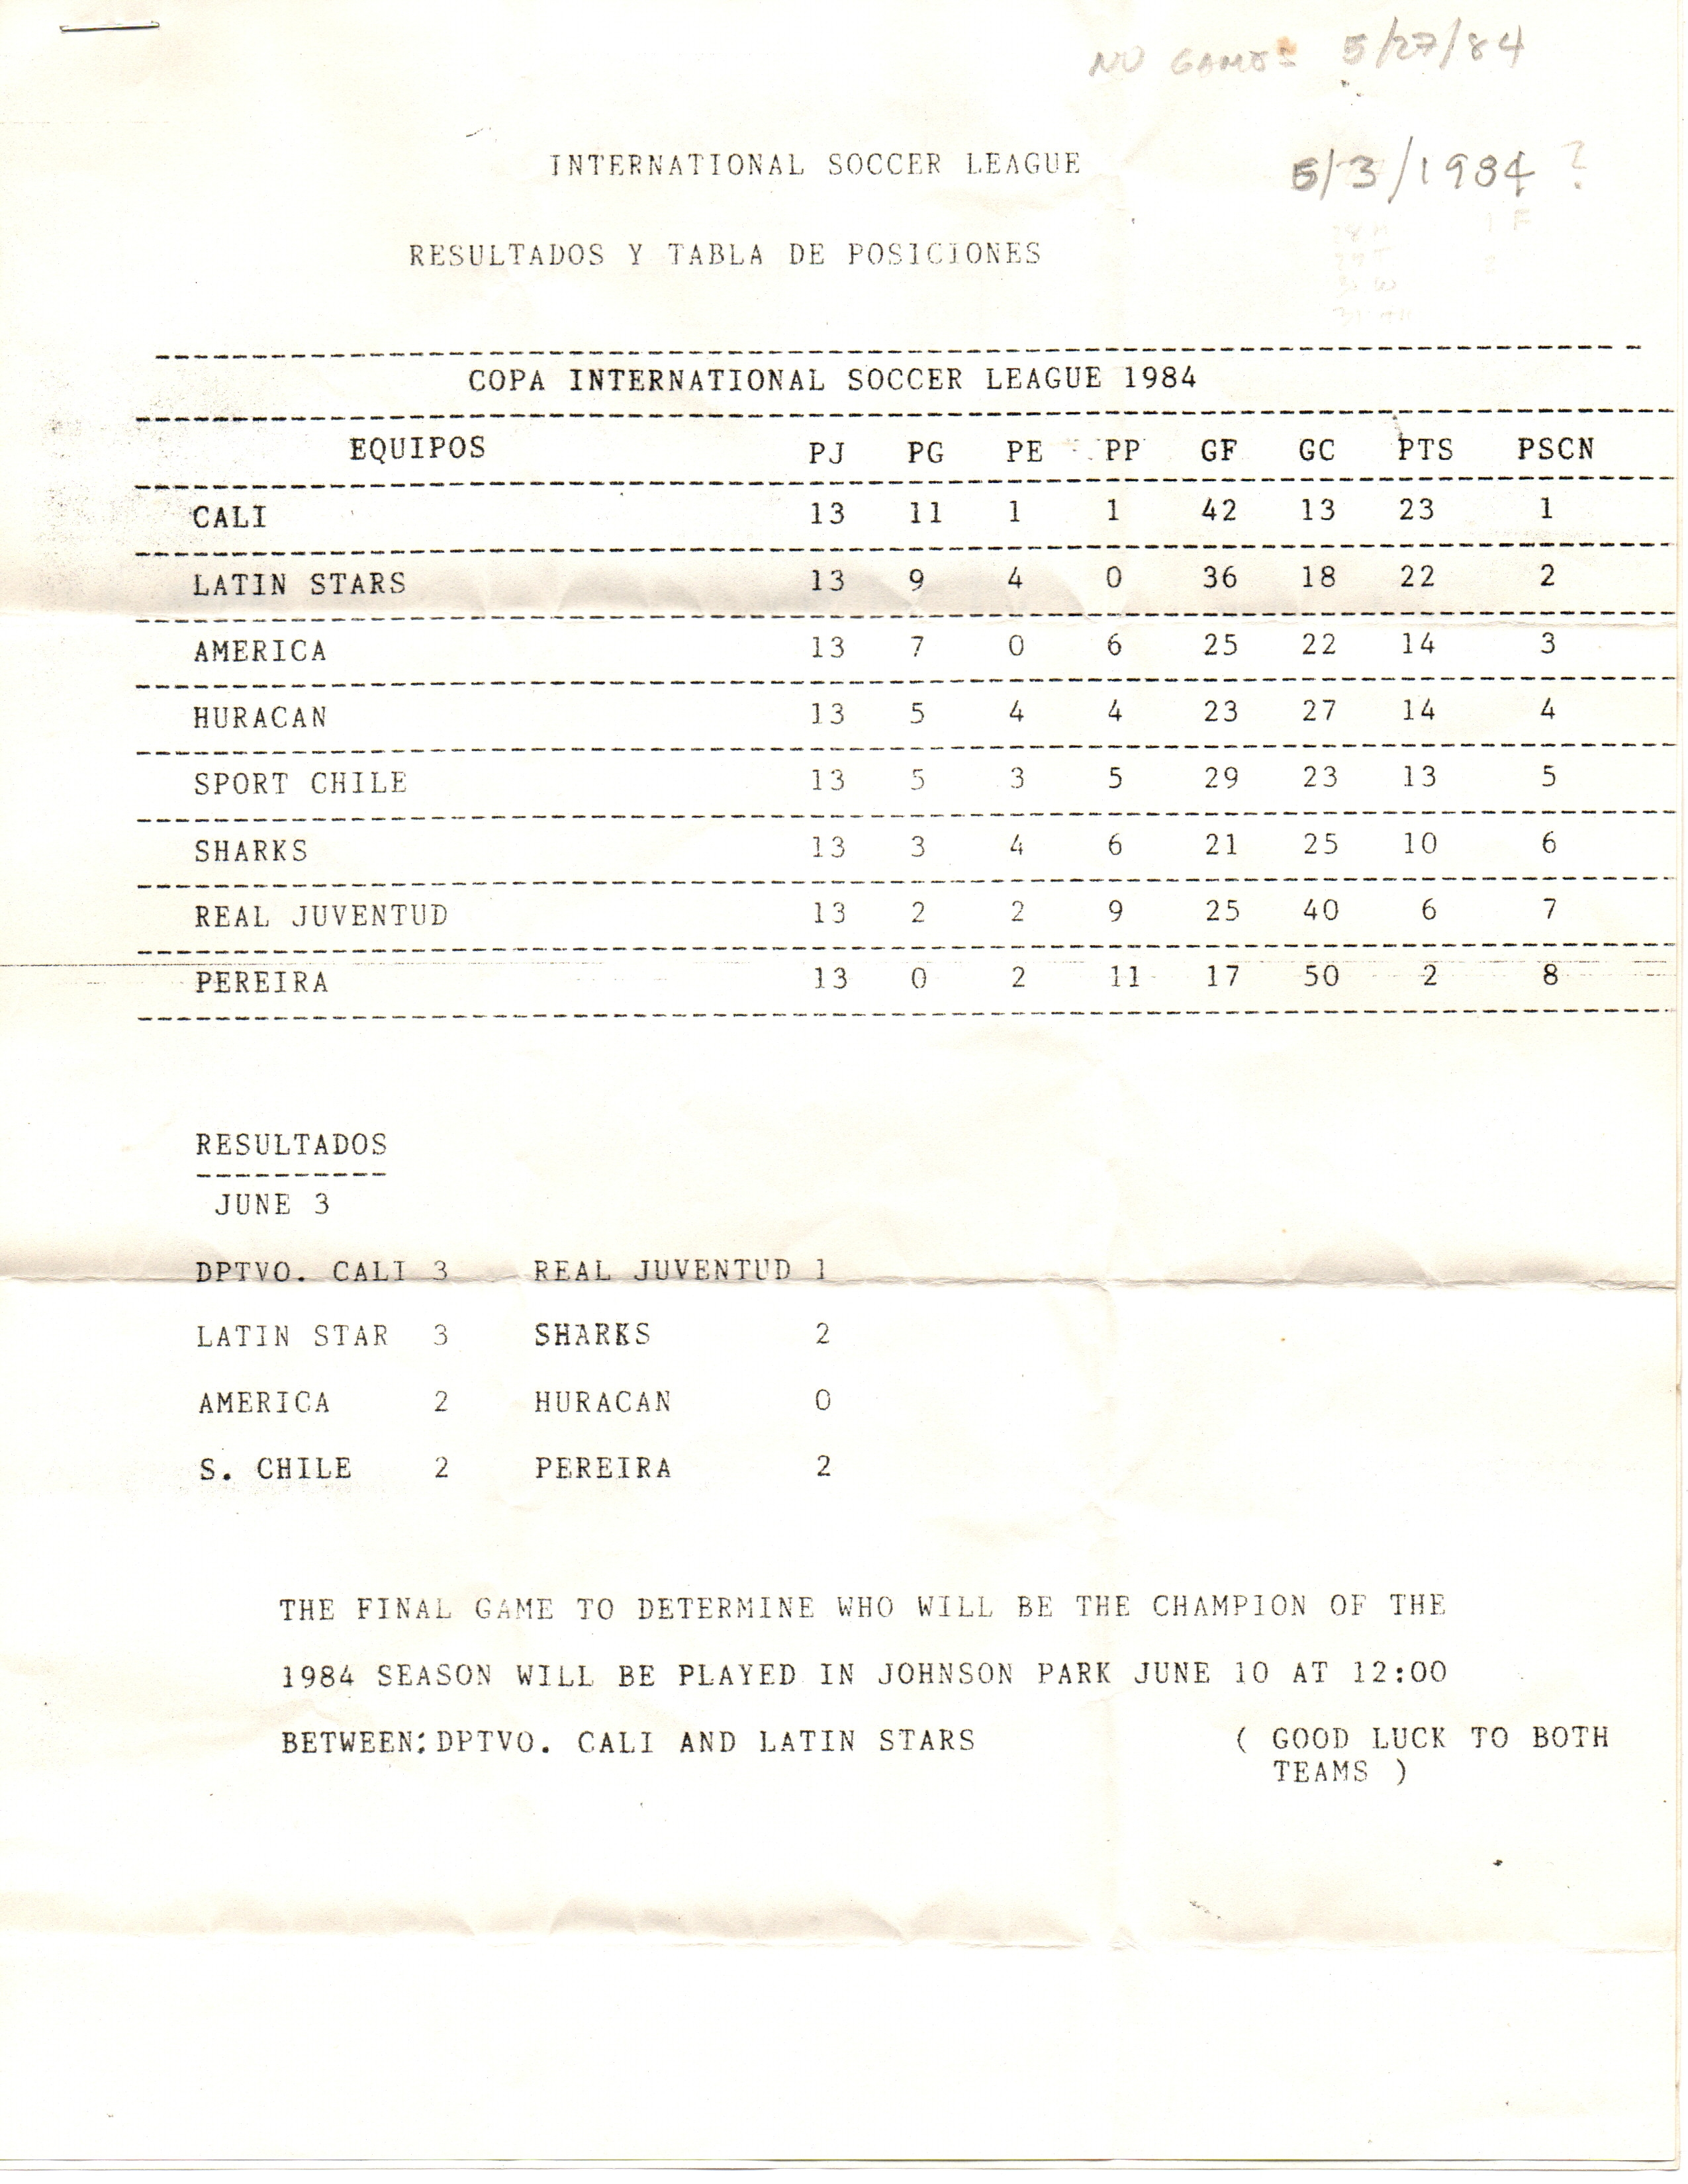 5/27/84
INTERNATIONAL SOCCER LEAGUE
5/3/1984 ?
RESULTADOS Y TABLA DE POSICIONES
COPA INTERNATIONAL SOCCER LEAGUE 1984
EQUIPOS PJ PG PE PP GF GC PTS PSCN
CALI 13 11 1 1 42 13 23 1
LATIN STARS 13 9 4 0 36 18 22 2
AMERICA 13 7 0 6 25 22 14 3
HURACAN 13 5 4 4 23 27 14 4
SPORT CHILE 13 5 3 5 29 23 13 5
SHARKS 13 3 4 6 21 25 10 6
REAL JUVENTUD 13 2 2 9 25 40 6 7
PEREIRA 13 0 2 11 17 50 2 8
RESULTADOS
JUNE 3
DPTVO. CALI 3 REAL JUVENTUD 1
LATIN STAR 3 SHARKS 2
AMERICA 2 HURACAN 0
S. CHILE 2 PEREIRA 2
THE FINAL GAME TO DETERMINE WHO WILL BE THE CHAMPION OF THE
1984 SEASON WILL BE PLAYED IN JOHNSON PARK JUNE 10 AT 12:00
BETWEEN: DPTVO. CALI AND LATIN STARS ( GOOD LUCK TO BOTH
TEAMS )